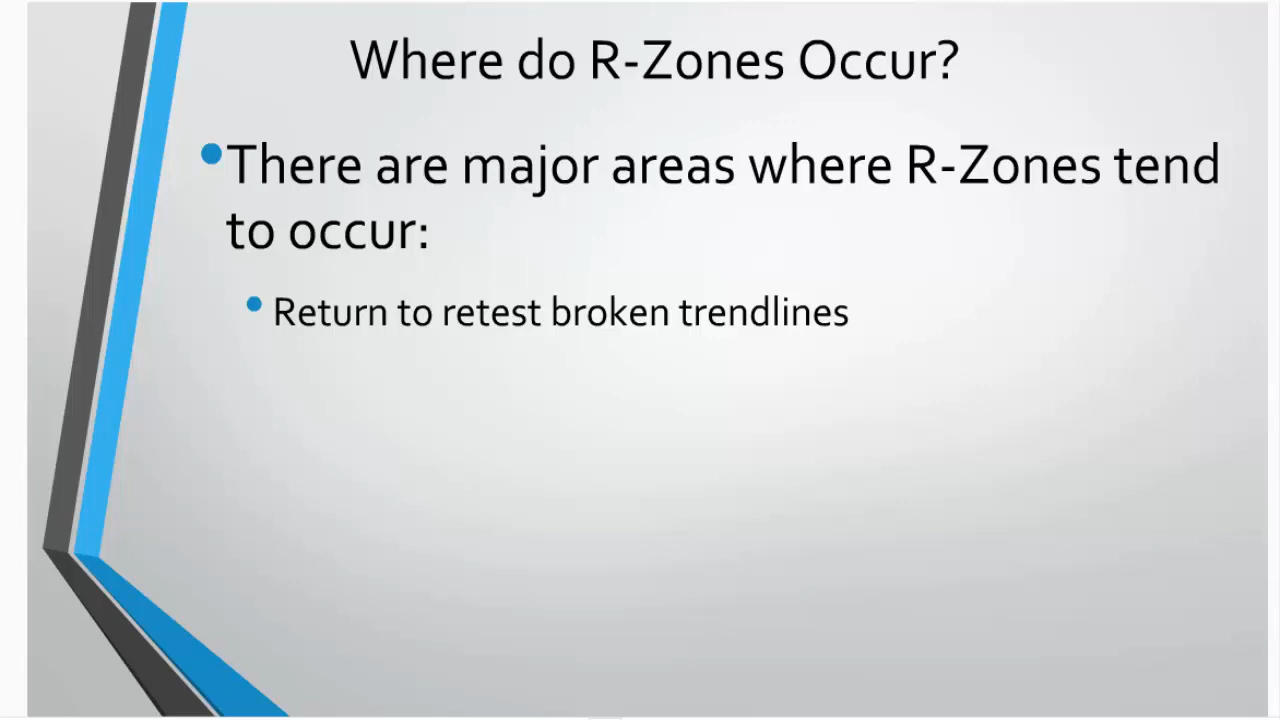 Where do R-Zones Occur?
•There are major areas where R-Zones tend
to occur:
• Return to retest broken trendlines